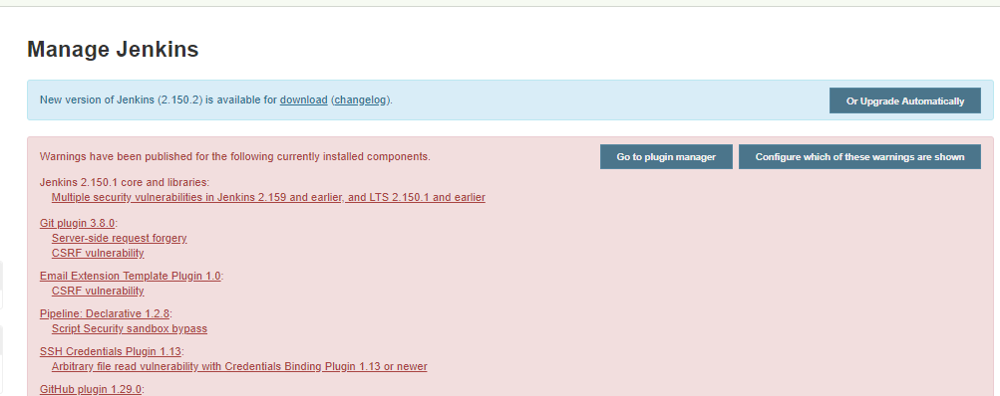 Manage Jenkins
New version of Jenkins (2.150.2) is available for download (changelog).
Or Upgrade Automatically
Warnings have been published for the following currently installed components.
Go to plugin manager
Configure which of these warnings are shown
Jenkins 2.150.1 core and libraries:
Multiple security vulnerabilities in Jenkins 2.159 and earlier, and LTS 2.150.1 and earlier
Git plugin 3.8.0:
Server-side request forgery
CSRF vulnerability
Email Extension Template Plugin 1.0:
CSRF vulnerability
Pipeline: Declarative 1.2.8:
Script Security sandbox bypass
SSH Credentials Plugin 1.13:
Arbitrary file read vulnerability with Credentials Binding Plugin 1.13 or newer
GitHub plugin 1.29.0: